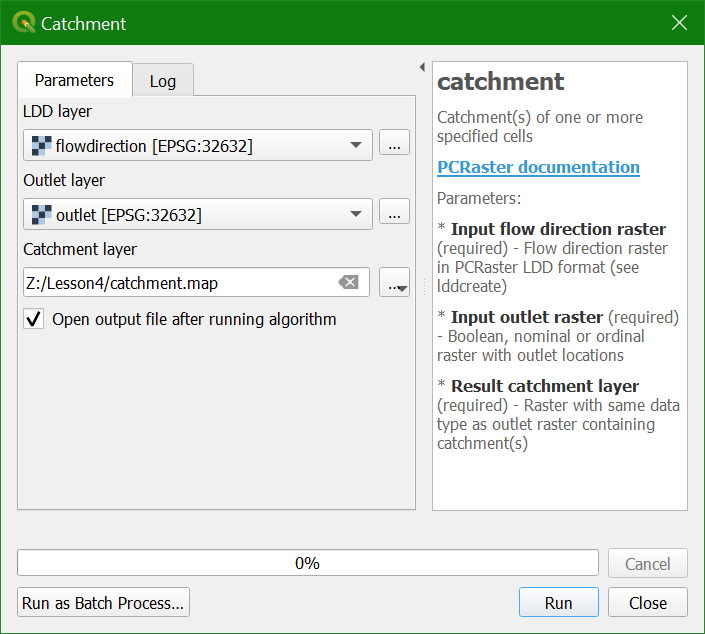 Catchment
Parameters
Log
LDD layer
flowdirection [EPSG:32632]
...
Outlet layer
outlet [EPSG:32632]
...
Catchment layer
Z:/Lesson4/catchment.map
...
Open output file after running algorithm
catchment
Catchment(s) of one or more
specified cells
PCRaster documentation
Parameters:
* Input flow direction raster
(required) - Flow direction raster
in PCRaster LDD format (see
lddcreate)
* Input outlet raster (required)
- Boolean, nominal or ordinal
raster with outlet locations
* Result catchment layer
(required) - Raster with same data
type as outlet raster containing
catchment(s)
0%
Cancel
Run as Batch Process...
Run
Close